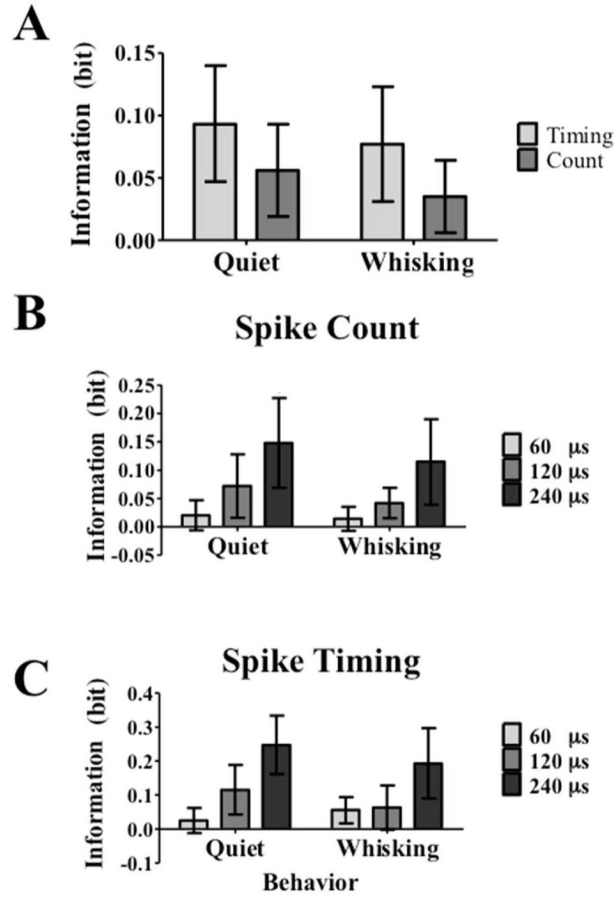 A
Information (bit)
0.15
0.10
0.05
0.00
Quiet Whisking
Timing
Count
B
Spike Count
Information (bit)
0.25
0.20
0.15
0.10
0.05
0.00
-0.05
Quiet Whisking
60 μs
120 μs
240 μs
C
Spike Timing
Information (bit)
0.4
0.3
0.2
0.1
0.0
-0.1
Quiet Whisking
Behavior
60 μs
120 μs
240 μs